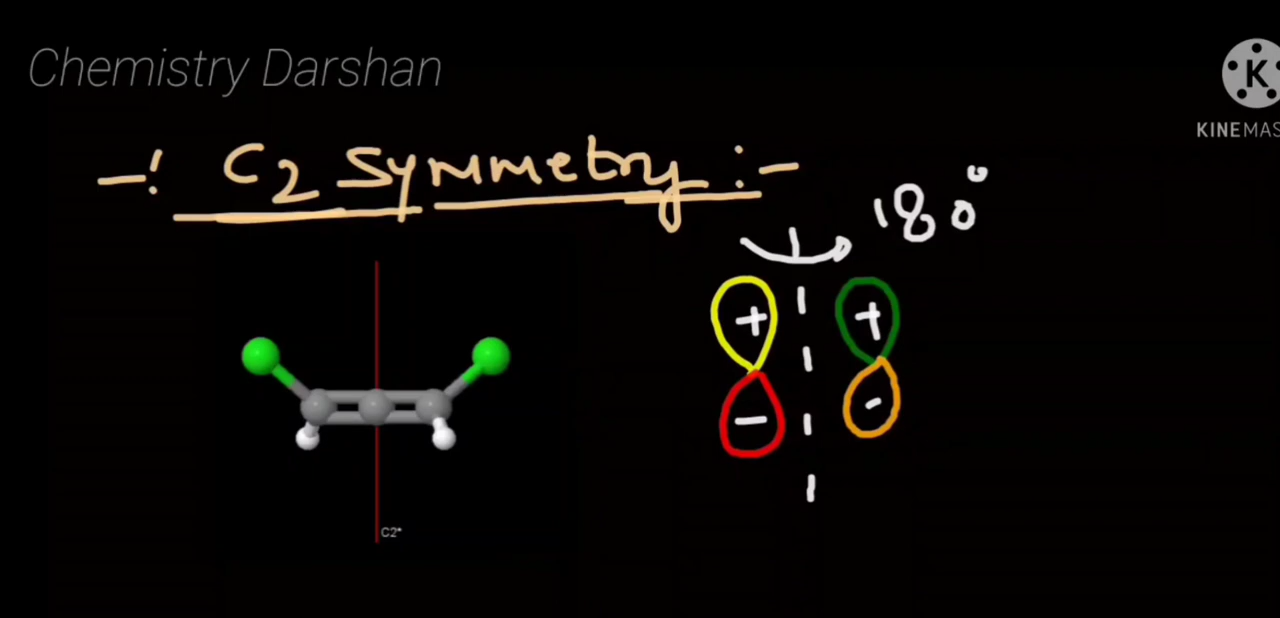 Chemistry Darshan
K
KINEMAS
-: C2 Symmetry :-
180°
+ +
- -
C2*